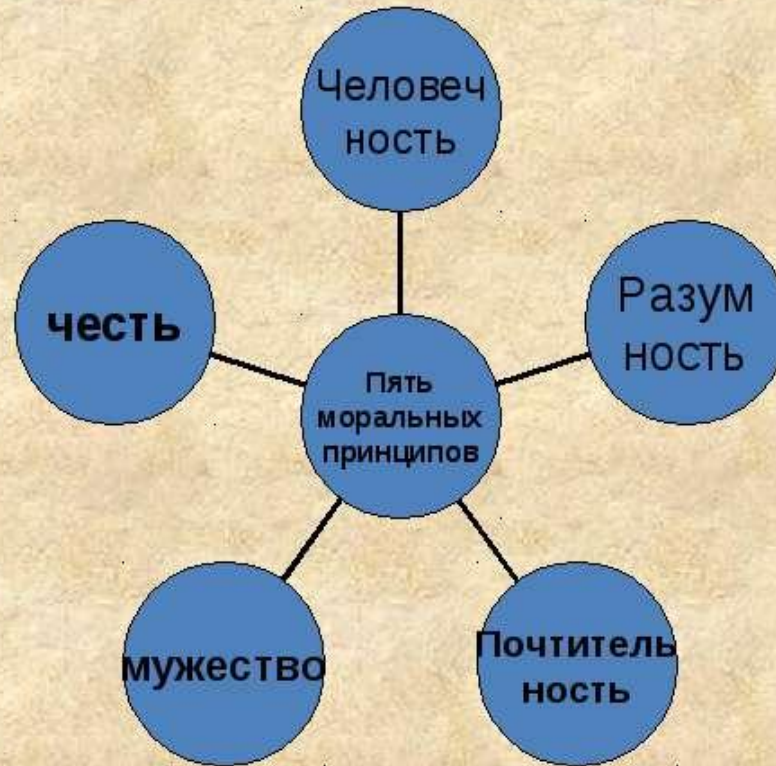 Человеч
ность
Разум
ность
честь
Пять
моральных
принципов
мужество
Почтитель
ность